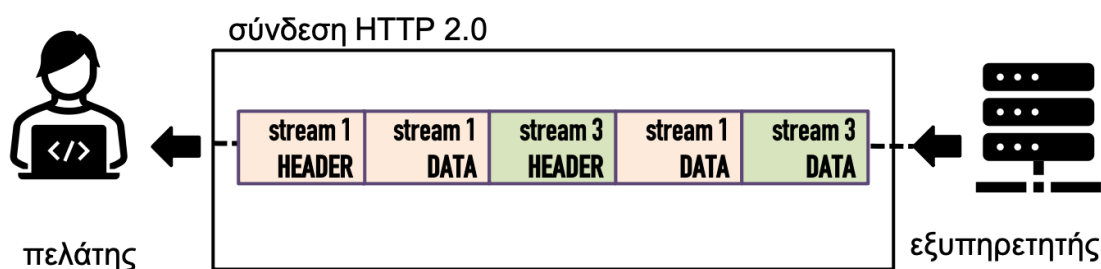 σύνδεση HTTP 2.0
stream 1 stream 1 stream 3 stream 1 stream 3
HEADER DATA HEADER DATA DATA
</>
πελάτης
εξυπηρετητής